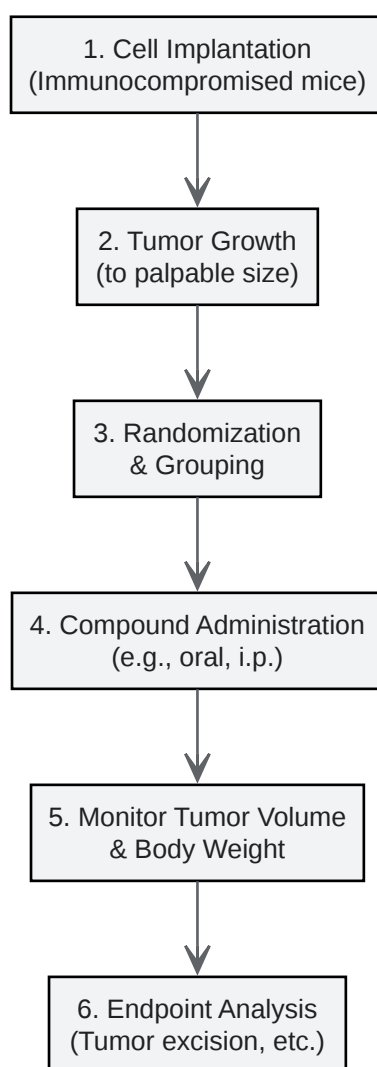 1. Cell Implantation
(Immunocompromised mice)
2. Tumor Growth
(to palpable size)
3. Randomization
& Grouping
4. Compound Administration
(e.g., oral, i.p.)
5. Monitor Tumor Volume
& Body Weight
6. Endpoint Analysis
(Tumor excision, etc.)